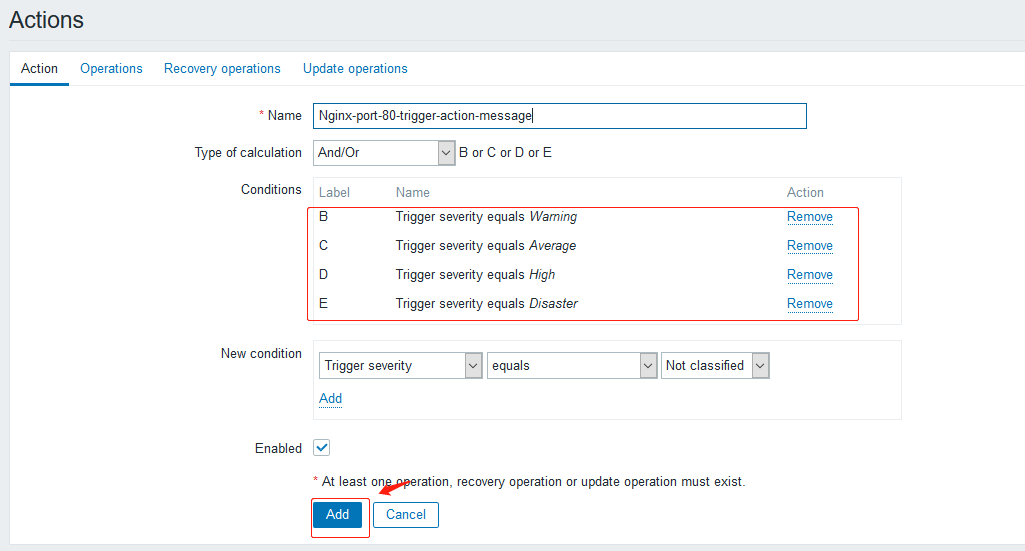 Actions
Action Operations Recovery operations Update operations
* Name Nginx-port-80-trigger-action-message
Type of calculation And/Or B or C or D or E
Conditions Label Name Action
B Trigger severity equals Warning Remove
C Trigger severity equals Average Remove
D Trigger severity equals High Remove
E Trigger severity equals Disaster Remove
New condition
Trigger severity equals Not classified
Add
Enabled
* At least one operation, recovery operation or update operation must exist.
Add Cancel